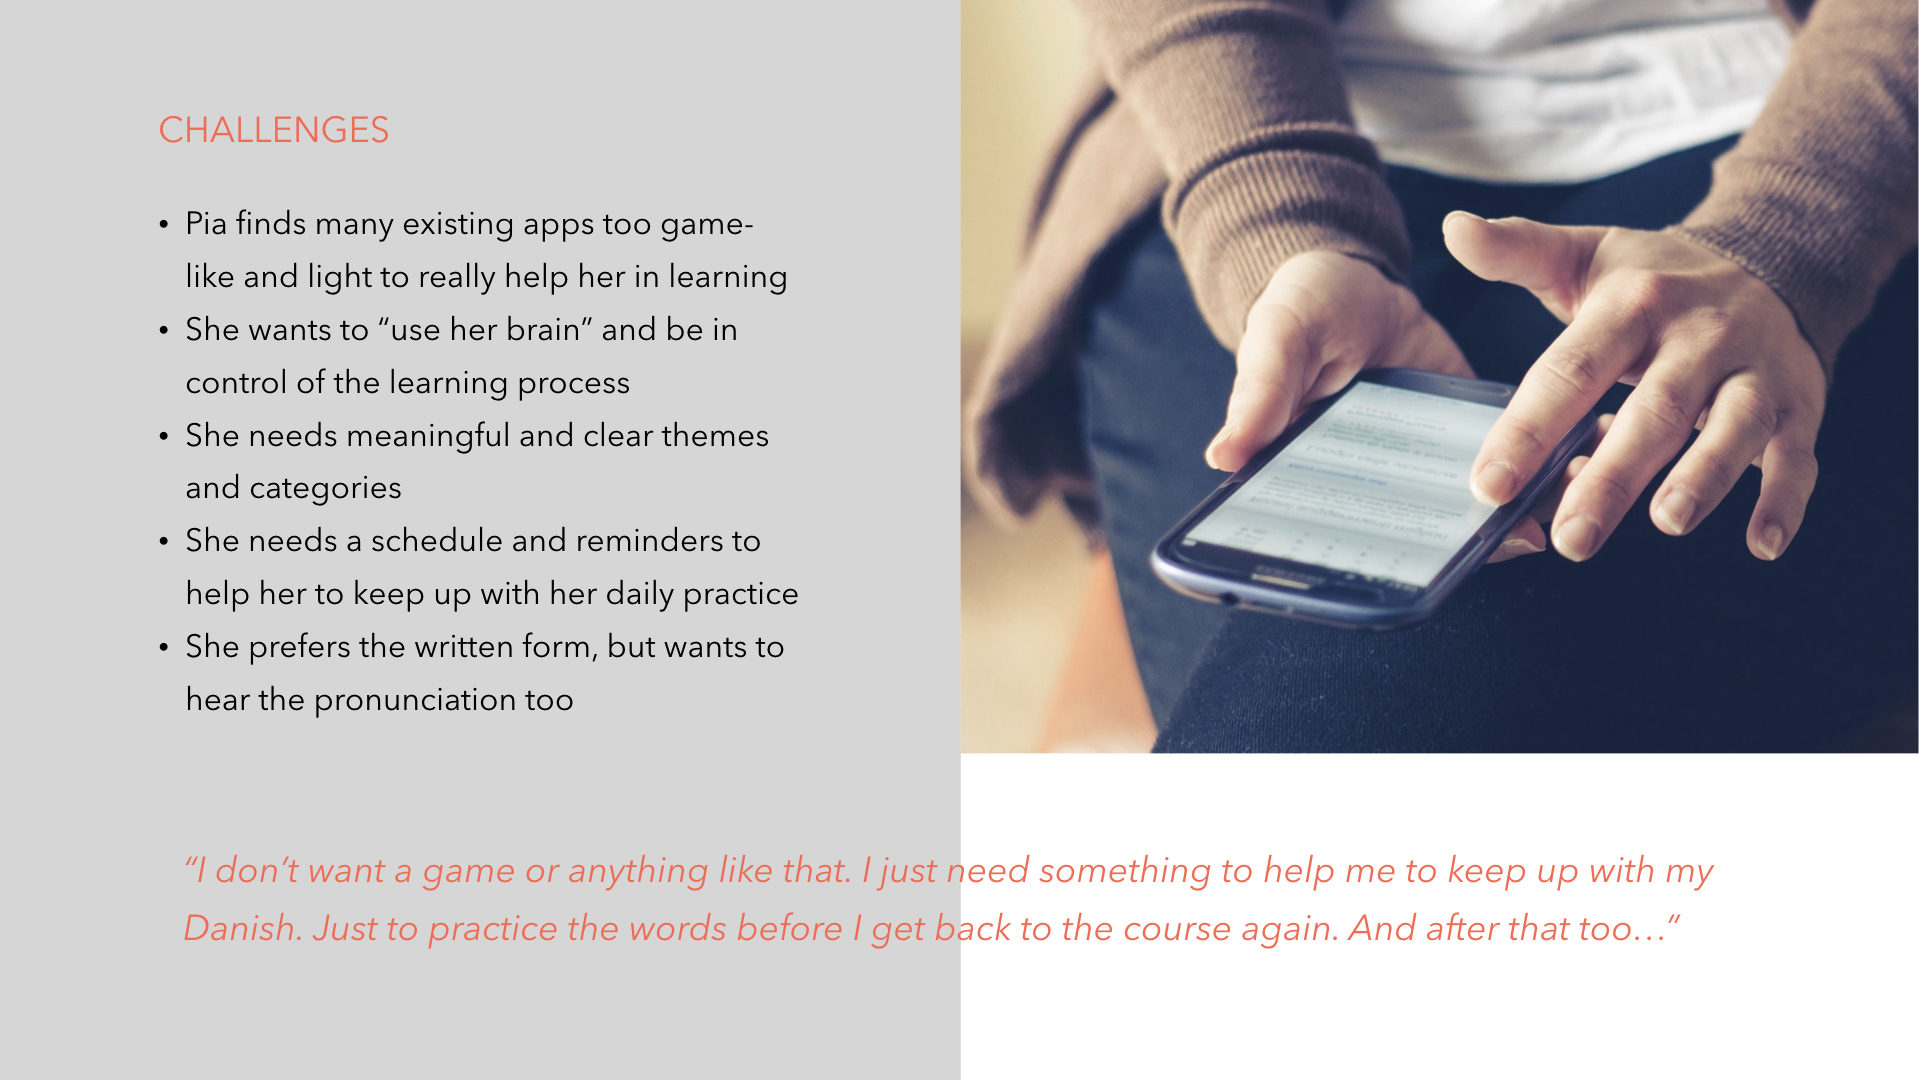 CHALLENGES
• Pia finds many existing apps too game-
like and light to really help her in learning
• She wants to “use her brain” and be in
control of the learning process
• She needs meaningful and clear themes
and categories
• She needs a schedule and reminders to
help her to keep up with her daily practice
• She prefers the written form, but wants to
hear the pronunciation too
“I don’t want a game or anything like that. I just need something to help me to keep up with my
Danish. Just to practice the words before I get back to the course again. And after that too…”